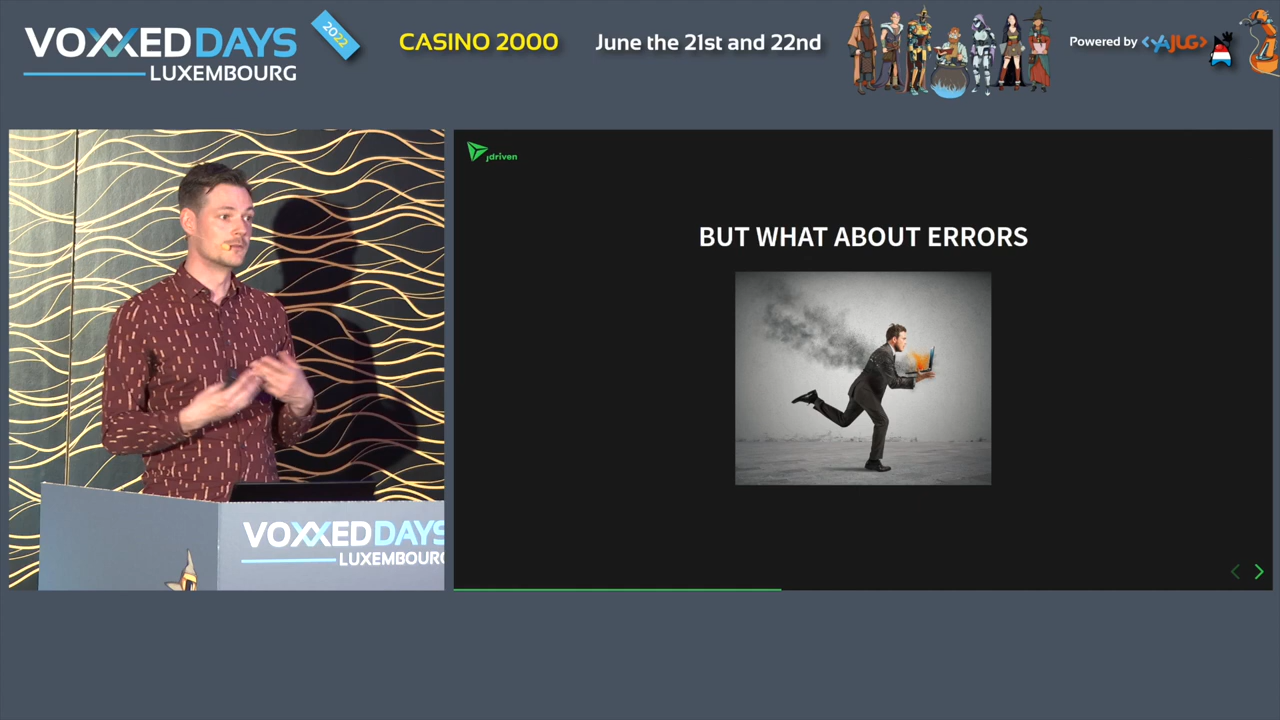 VOXXED DAYS
LUXEMBOURG
2022
CASINO 2000
June the 21st and 22nd
Powered by <YAJUG>
jdriven
BUT WHAT ABOUT ERRORS
VOXXED DAYS
LUXEMBOURG